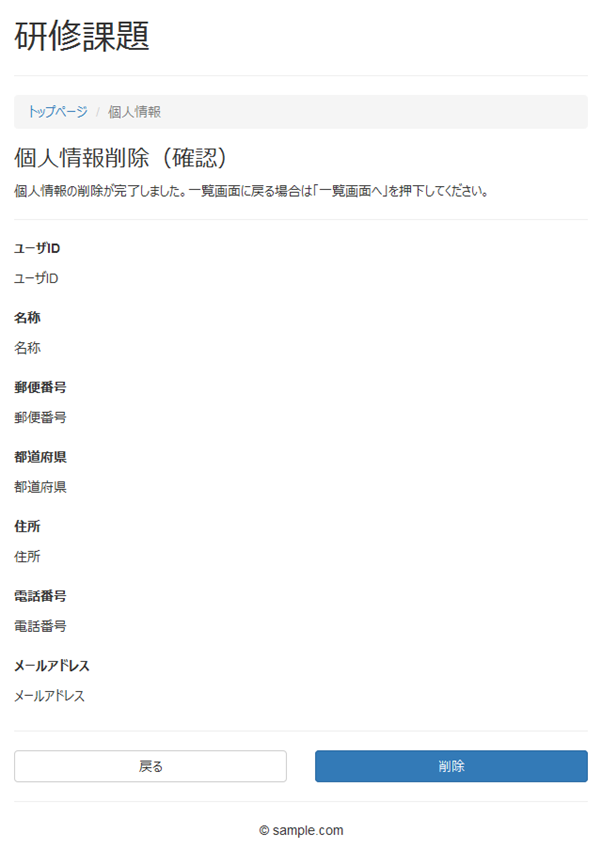 研修課題
トップページ / 個人情報
個人情報削除（確認）
個人情報の削除が完了しました。一覧画面に戻る場合は「一覧画面へ」を押下してください。
ユーザID
ユーザID
名称
名称
郵便番号
郵便番号
都道府県
都道府県
住所
住所
電話番号
電話番号
メールアドレス
メールアドレス
戻る 削除
© sample.com